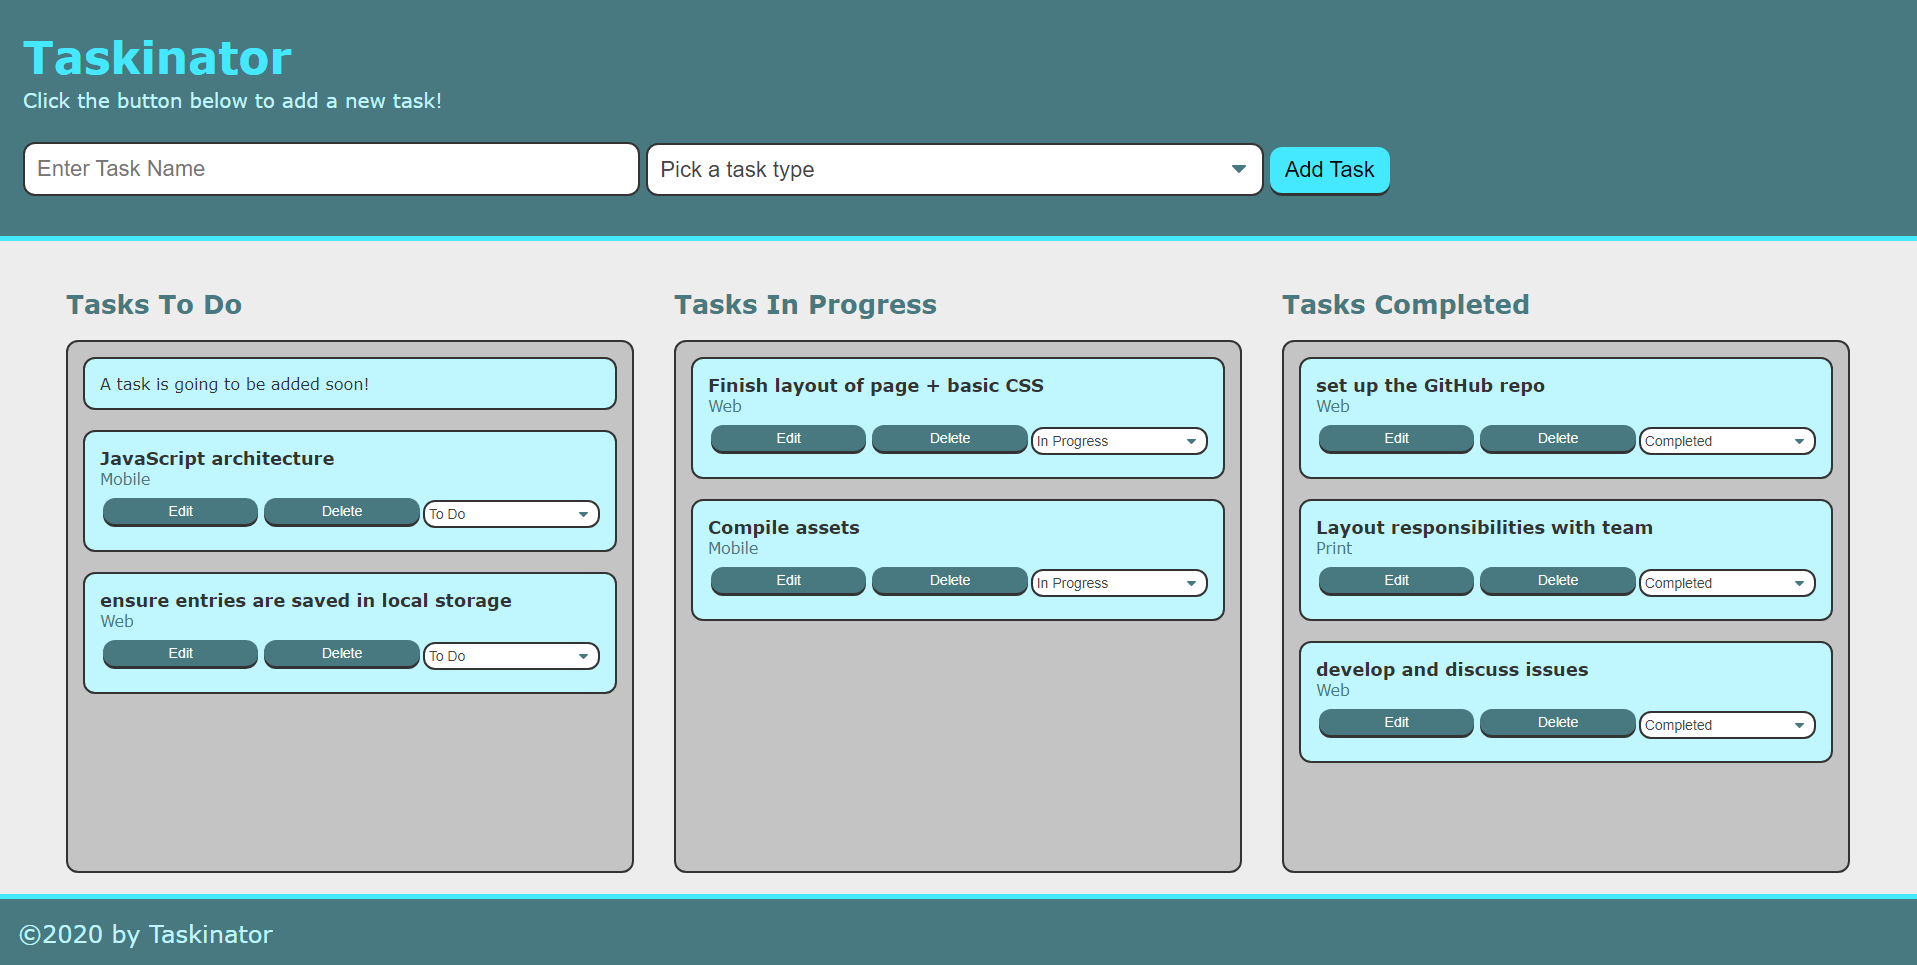 Taskinator
Click the button below to add a new task!
Enter Task Name
Pick a task type
Add Task
Tasks To Do
A task is going to be added soon!
JavaScript architecture
Mobile
Edit Delete To Do
ensure entries are saved in local storage
Web
Edit Delete To Do
Tasks In Progress
Finish layout of page + basic CSS
Web
Edit Delete In Progress
Compile assets
Mobile
Edit Delete In Progress
Tasks Completed
set up the GitHub repo
Web
Edit Delete Completed
Layout responsibilities with team
Print
Edit Delete Completed
develop and discuss issues
Web
Edit Delete Completed
©2020 by Taskinator